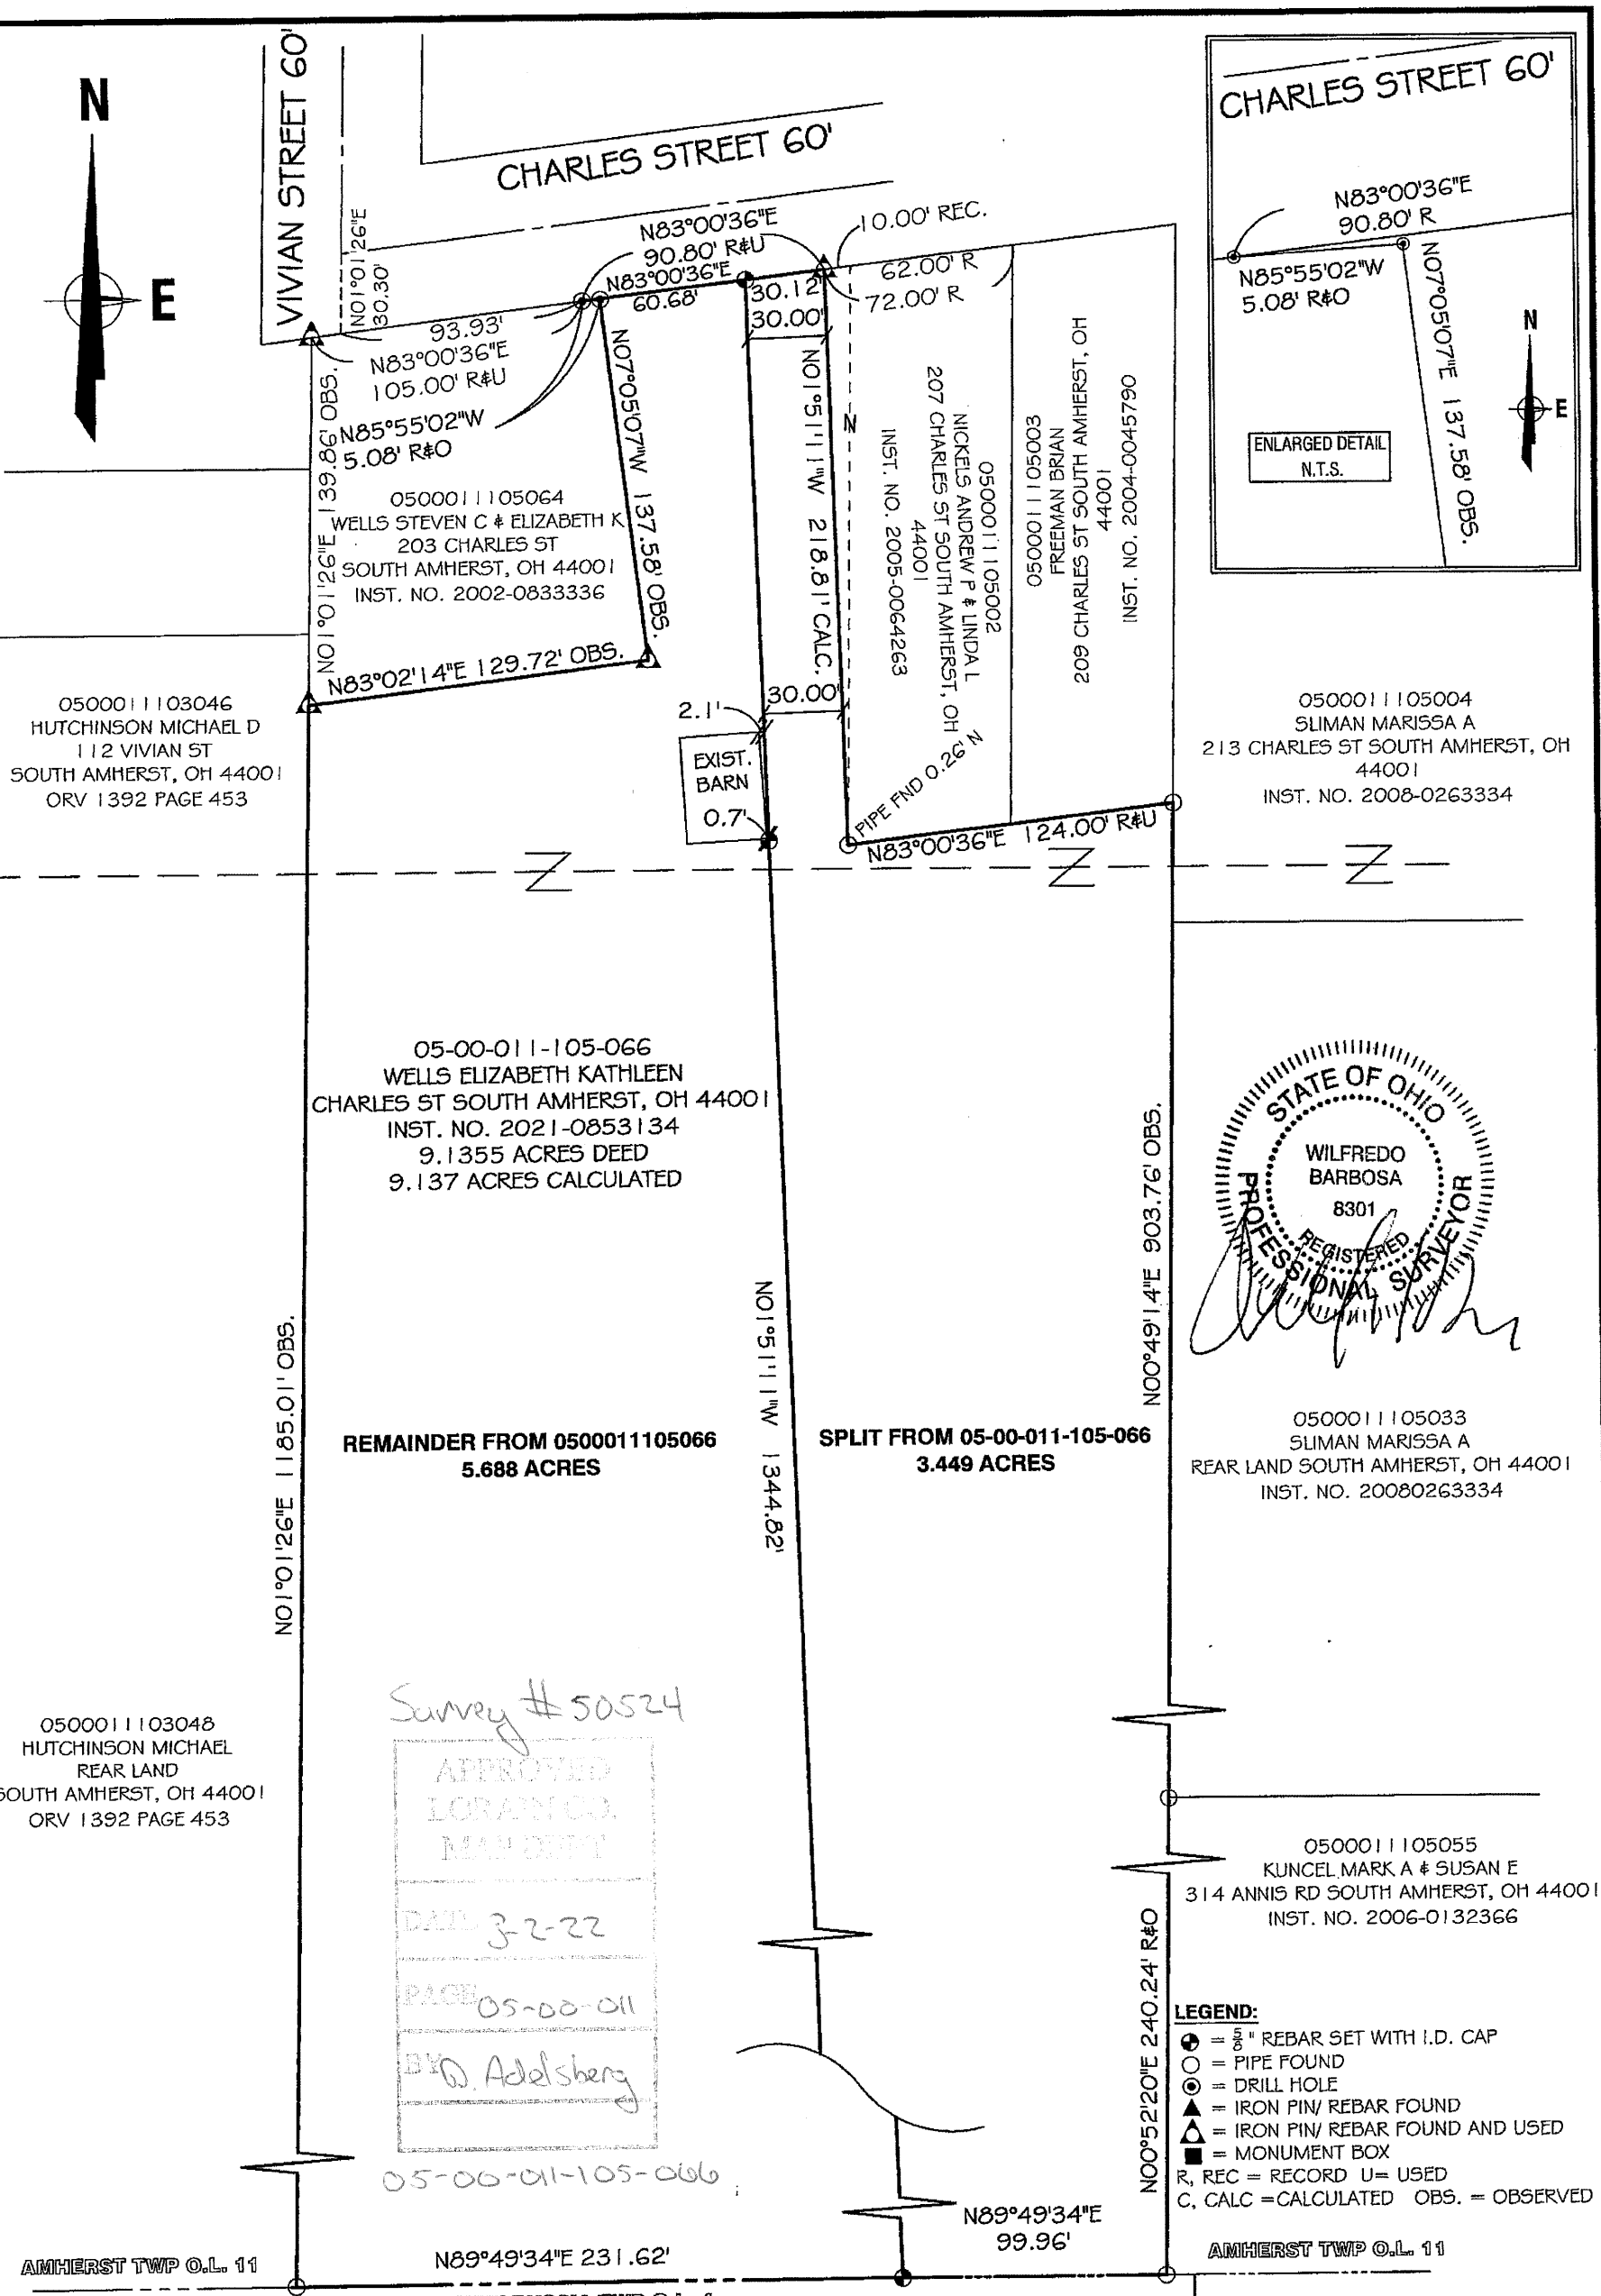 N
E
VIVIAN STREET 60'
CHARLES STREET 60'
N01°01'26"E
30.30'
N83°00'36"E
90.80' R&U
10.00' REC.
N83°00'36"E
60.68'
30.12'
30.00'
62.00' R
72.00' R
93.93'
N83°00'36"E
105.00' R&U
N85°55'02"W
5.08' R&O
N01°01'26"E 139.86' OBS.
N07°05'07"W 137.58' OBS.
N01°51'11"W 218.81' CALC.
N
0500011105064
WELLS STEVEN C & ELIZABETH K
203 CHARLES ST
SOUTH AMHERST, OH 44001
INST. NO. 2002-0833336
N83°02'14"E 129.72' OBS.
0500011105002
NICKELS ANDREW P & LINDA L
207 CHARLES ST SOUTH AMHERST, OH
44001
INST. NO. 2005-0064263
0500011105003
FREEMAN BRIAN
209 CHARLES ST SOUTH AMHERST, OH
44001
INST. NO. 2004-0045790
CHARLES STREET 60'
N83°00'36"E
90.80' R
N85°55'02"W
5.08' R&O
N07°05'07"E 137.58' OBS.
N
E
ENLARGED DETAIL
N.T.S.
0500011103046
HUTCHINSON MICHAEL D
112 VIVIAN ST
SOUTH AMHERST, OH 44001
ORV 1392 PAGE 453
30.00'
2.1'
EXIST.
BARN
0.7'
PIPE FND 0.26' N
N83°00'36"E 124.00' R&U
0500011105004
SLIMAN MARISSA A
213 CHARLES ST SOUTH AMHERST, OH
44001
INST. NO. 2008-0263334
Z Z Z
05-00-011-105-066
WELLS ELIZABETH KATHLEEN
CHARLES ST SOUTH AMHERST, OH 44001
INST. NO. 2021-0853134
9.1355 ACRES DEED
9.137 ACRES CALCULATED
N01°01'26"E 1185.01' OBS.
N01°51'11"W 1344.82'
N00°49'14"E 903.76' OBS.
STATE OF OHIO
WILFREDO
BARBOSA
8301
REGISTERED
PROFESSIONAL SURVEYOR
REMAINDER FROM 0500011105066
5.688 ACRES
SPLIT FROM 05-00-011-105-066
3.449 ACRES
0500011105033
SLIMAN MARISSA A
REAR LAND SOUTH AMHERST, OH 44001
INST. NO. 20080263334
Survey # 50524
APPROVED
LORAIN CO.
MAP DEPT
DATE 3-2-22
PAGE 05-00-011
BY D. Adelsberg
05-00-011-105-066
0500011103048
HUTCHINSON MICHAEL
REAR LAND
SOUTH AMHERST, OH 44001
ORV 1392 PAGE 453
0500011105055
KUNCEL MARK A & SUSAN E
314 ANNIS RD SOUTH AMHERST, OH 44001
INST. NO. 2006-0132366
N00°52'20"E 240.24' R&O
LEGEND:
= 5/8" REBAR SET WITH I.D. CAP
= PIPE FOUND
= DRILL HOLE
= IRON PIN/ REBAR FOUND
= IRON PIN/ REBAR FOUND AND USED
= MONUMENT BOX
R, REC = RECORD U= USED
C, CALC =CALCULATED OBS. = OBSERVED
N89°49'34"E
99.96'
N89°49'34"E 231.62'
AMHERST TWP O.L. 11
AMHERST TWP O.L. 11